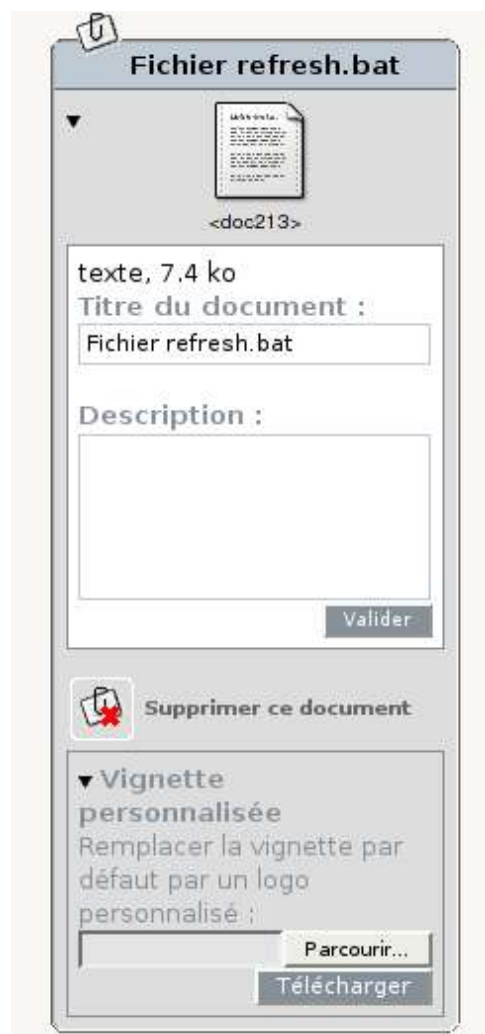 Fichier refresh.bat
<doc213>
texte, 7.4 ko
Titre du document :
Fichier refresh.bat
Description :
Valider
Supprimer ce document
Vignette
personnalisée
Remplacer la vignette par
défaut par un logo
personnalisé :
Parcourir...
Télécharger